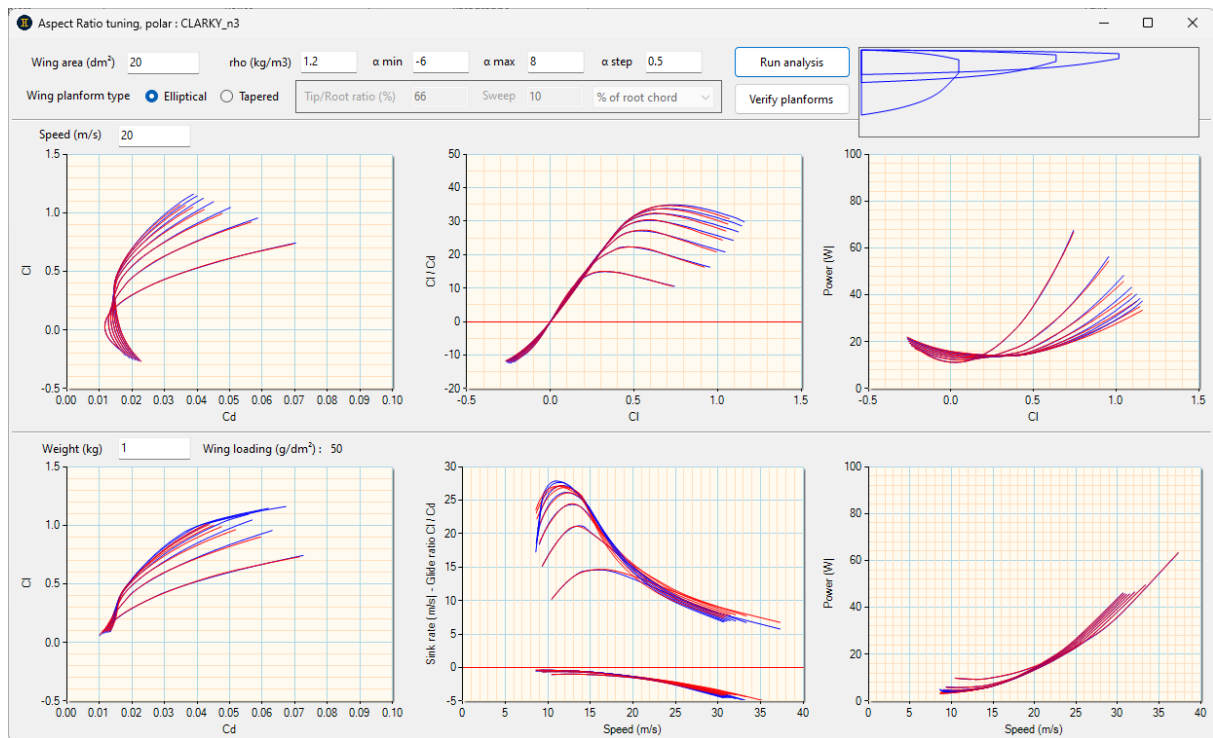 Aspect Ratio tuning, polar : CLARKY_n3
Wing area (dm²) 20 rho (kg/m3) 1.2 α min -6 α max 8 α step 0.5 Run analysis
Wing planform type Elliptical Tapered Tip/Root ratio (%) 66 Sweep 10 % of root chord Verify planforms
Speed (m/s) 20
1.5
1.0
0.5
0.0
-0.5
Cl
0.00 0.01 0.02 0.03 0.04 0.05 0.06 0.07 0.08 0.09 0.10
Cd
50
40
30
20
10
0
-10
-20
Cl / Cd
-0.5 0.0 0.5 1.0 1.5
Cl
100
80
60
40
20
0
Power [W]
-0.5 0.0 0.5 1.0 1.5
Cl
Weight (kg) 1 Wing loading (g/dm²) : 50
1.5
1.0
0.5
0.0
-0.5
Cl
0.00 0.01 0.02 0.03 0.04 0.05 0.06 0.07 0.08 0.09 0.10
Cd
30
25
20
15
10
5
0
-5
Sink rate (m/s) - Glide ratio Cl / Cd
0 5 10 15 20 25 30 35 40
Speed (m/s)
100
80
60
40
20
0
Power [W]
0 5 10 15 20 25 30 35 40
Speed (m/s)